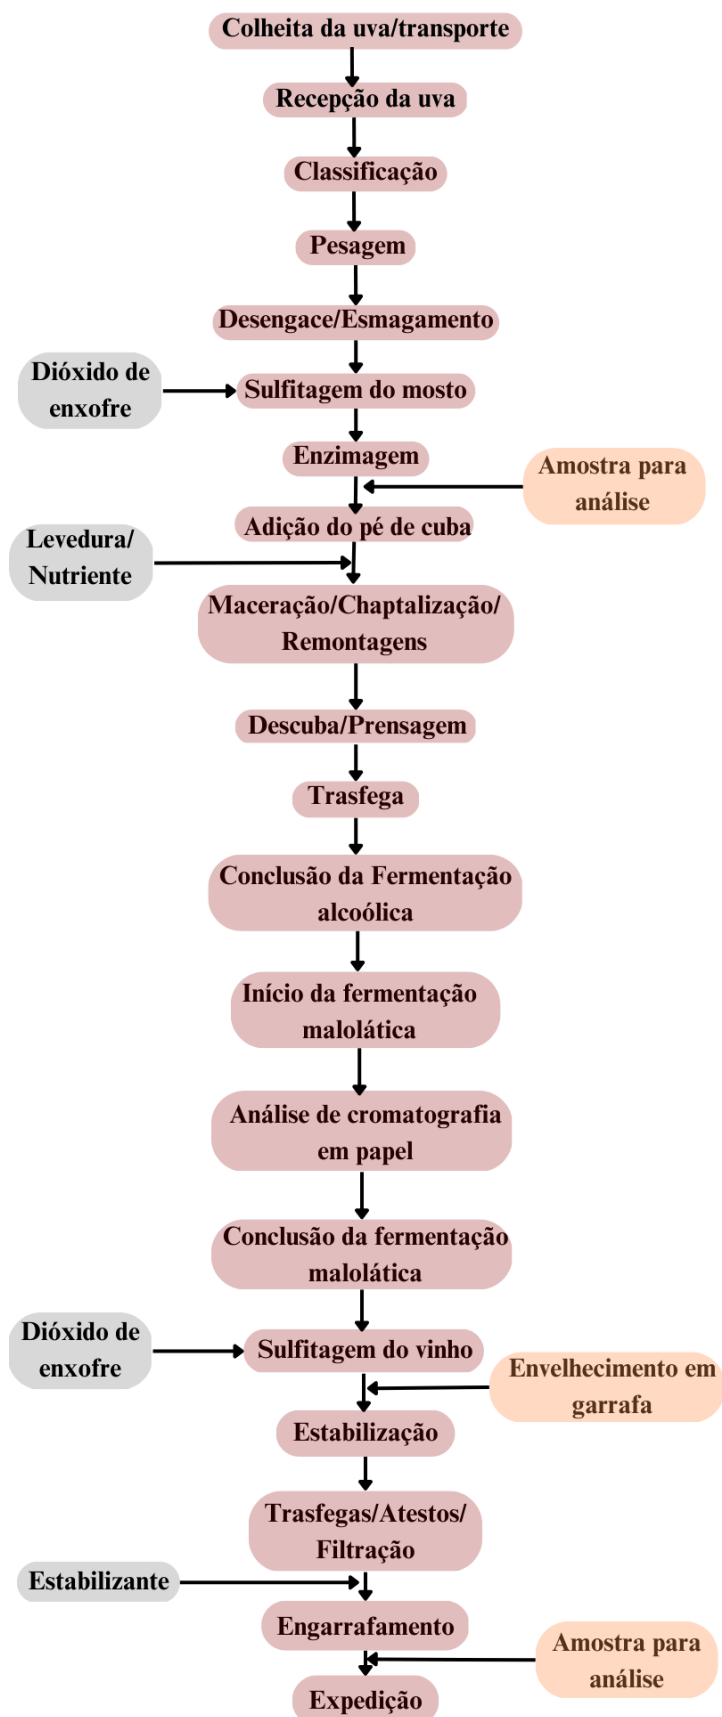 Colheita da uva/transporte
Recepção da uva
Classificação
Pesagem
Desengace/Esmagamento
Dióxido de
enxofre
Sulfitagem do mosto
Enzimagem
Amostra para
análise
Adição do pé de cuba
Levedura/
Nutriente
Maceração/Chaptalização/
Remontagens
Descuba/Prensagem
Trasfega
Conclusão da Fermentação
alcoólica
Início da fermentação
malolática
Análise de cromatografia
em papel
Conclusão da fermentação
malolática
Dióxido de
enxofre
Sulfitagem do vinho
Envelhecimento em
garrafa
Estabilização
Trasfegas/Atestos/
Filtração
Estabilizante
Engarrafamento
Amostra para
análise
Expedição